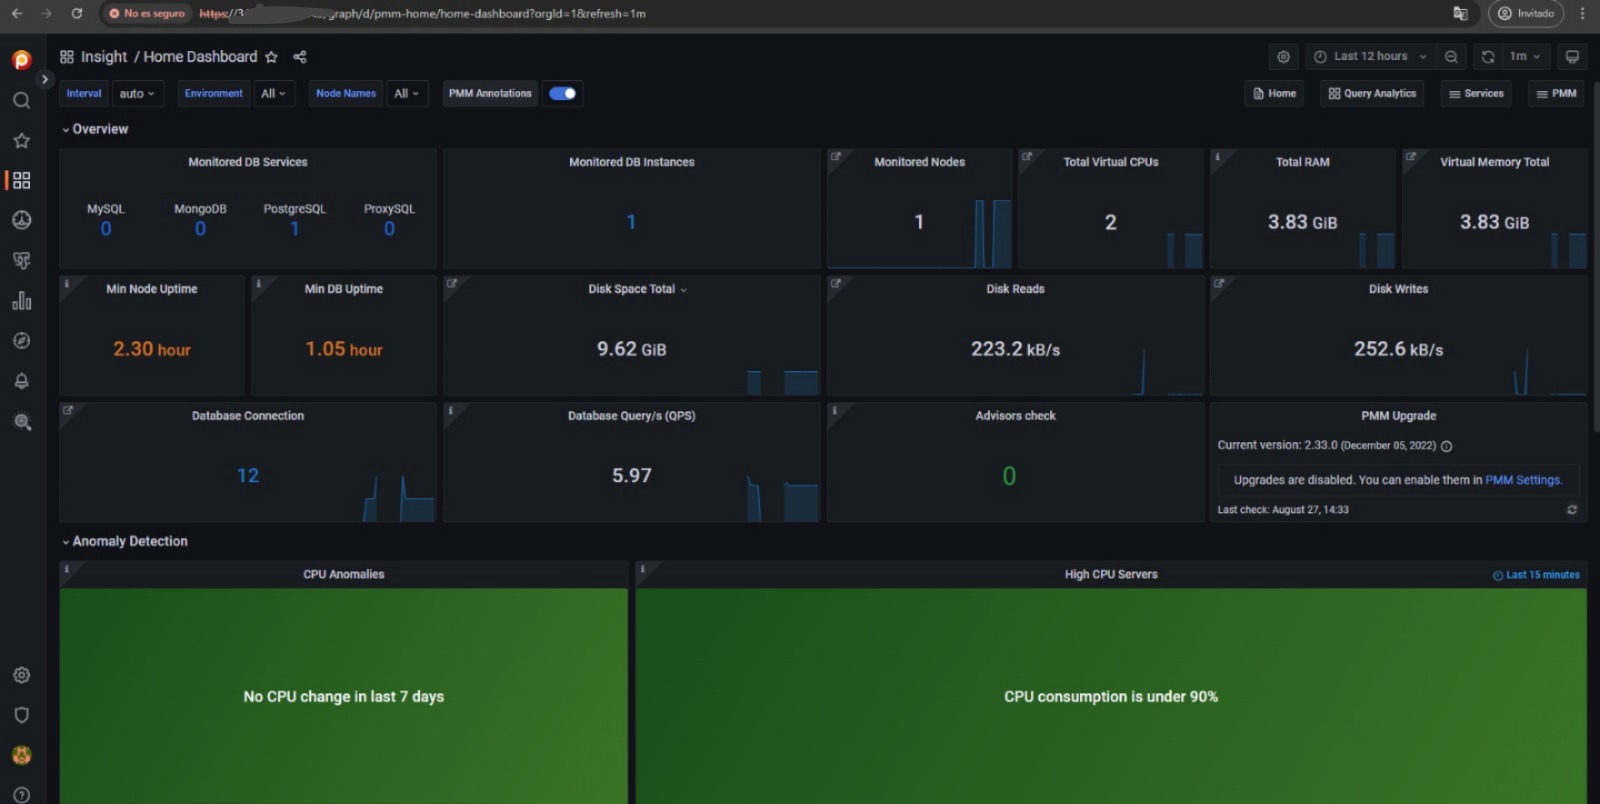 No es seguro https://3 /graph/d/pmm-home/home-dashboard?orgId=1&refresh=1m Invitado
Insight / Home Dashboard Last 12 hours 1m
Interval auto Environment All Node Names All PMM Annotations Home Query Analytics Services PMM
Overview
Monitored DB Services
MySQL MongoDB PostgreSQL ProxySQL
0 0 1 0
Monitored DB Instances
1
Monitored Nodes
1
Total Virtual CPUs
2
Total RAM
3.83 GiB
Virtual Memory Total
3.83 GiB
Min Node Uptime
2.30 hour
Min DB Uptime
1.05 hour
Disk Space Total
9.62 GiB
Disk Reads
223.2 kB/s
Disk Writes
252.6 kB/s
Database Connection
12
Database Query/s (QPS)
5.97
Advisors check
0
PMM Upgrade
Current version: 2.33.0 (December 05, 2022)
Upgrades are disabled. You can enable them in PMM Settings.
Last check: August 27, 14:33
Anomaly Detection
CPU Anomalies
No CPU change in last 7 days
High CPU Servers Last 15 minutes
CPU consumption is under 90%